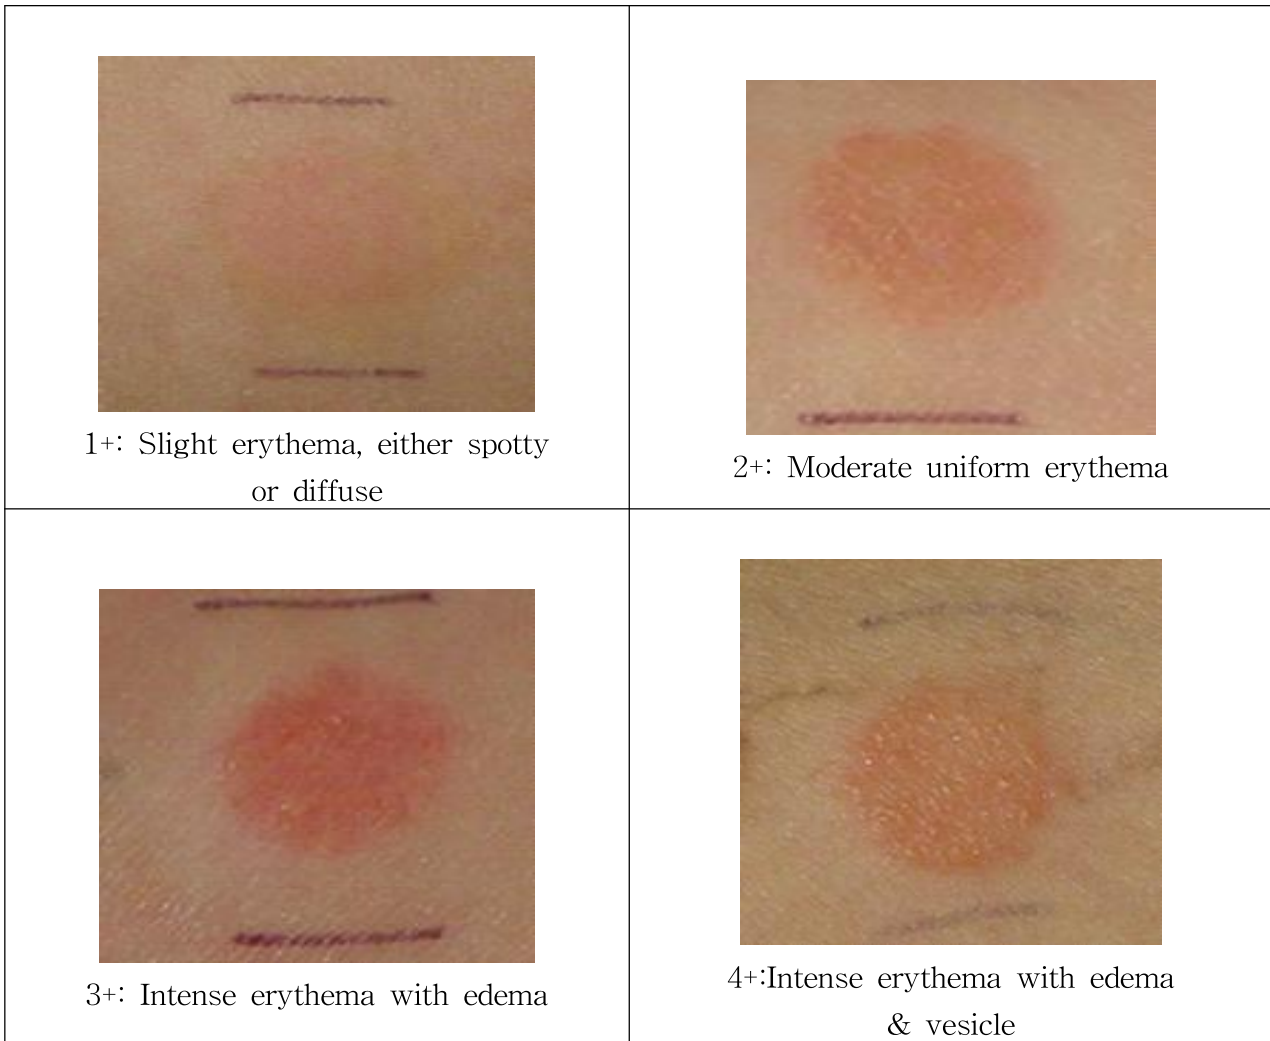 1+: Slight erythema, either spotty
or diffuse
2+: Moderate uniform erythema
3+: Intense erythema with edema
4+:Intense erythema with edema
& vesicle